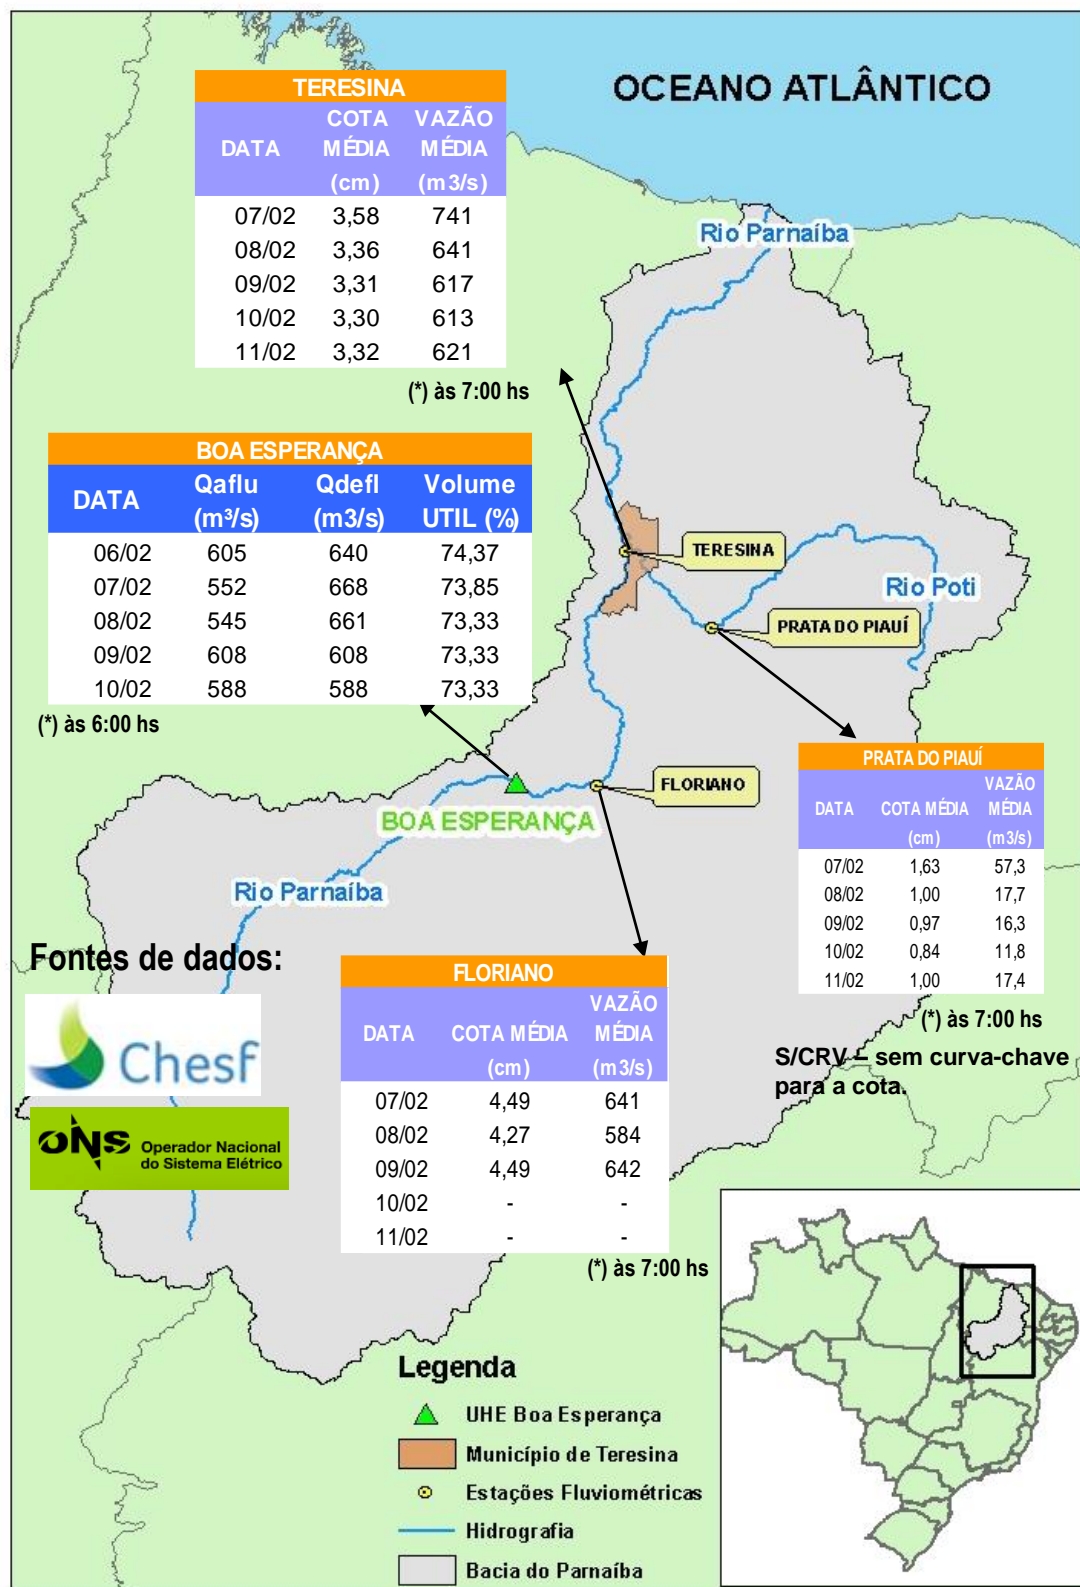 OCEANO ATLÂNTICO
TERESINA
DATA COTA MÉDIA (cm) VAZÃO MÉDIA (m3/s)
07/02 3,58 741
08/02 3,36 641
09/02 3,31 617
10/02 3,30 613
11/02 3,32 621
(*) às 7:00 hs
Rio Parnaíba
BOA ESPERANÇA
DATA Qaflu (m³/s) Qdefl (m3/s) Volume UTIL (%)
06/02 605 640 74,37
07/02 552 668 73,85
08/02 545 661 73,33
09/02 608 608 73,33
10/02 588 588 73,33
(*) às 6:00 hs
TERESINA
Rio Poti
PRATA DO PIAUÍ
FLORIANO
BOA ESPERANÇA
Rio Parnaíba
PRATA DO PIAUÍ
DATA COTA MÉDIA (cm) VAZÃO MÉDIA (m3/s)
07/02 1,63 57,3
08/02 1,00 17,7
09/02 0,97 16,3
10/02 0,84 11,8
11/02 1,00 17,4
(*) às 7:00 hs
S/CRV – sem curva-chave
para a cota.
Fontes de dados:
Chesf
ONS Operador Nacional
do Sistema Elétrico
FLORIANO
DATA COTA MÉDIA (cm) VAZÃO MÉDIA (m3/s)
07/02 4,49 641
08/02 4,27 584
09/02 4,49 642
10/02 - -
11/02 - -
(*) às 7:00 hs
Legenda
UHE Boa Esperança
Município de Teresina
Estações Fluviométricas
Hidrografia
Bacia do Parnaíba